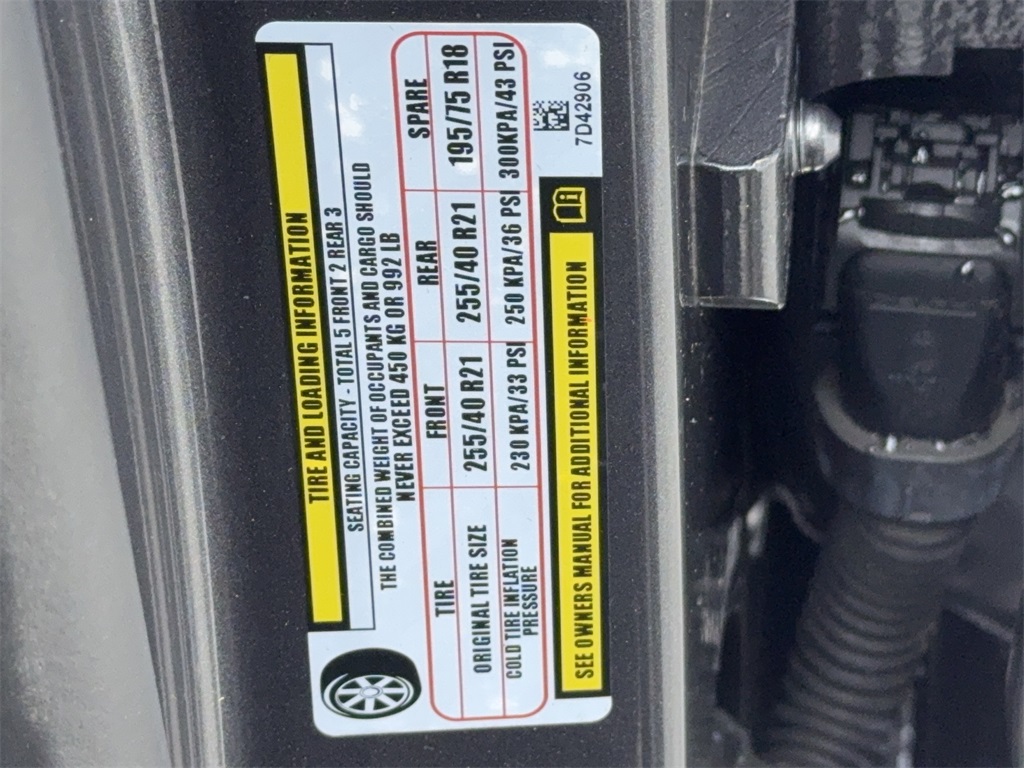 TIRE AND LOADING INFORMATION
SEATING CAPACITY - TOTAL 5 FRONT 2 REAR 3
THE COMBINED WEIGHT OF OCCUPANTS AND CARGO SHOULD
NEVER EXCEED 450 KG OR 992 LB
TIRE FRONT REAR SPARE
ORIGINAL TIRE SIZE 255/40 R21 255/40 R21 195/75 R18
COLD TIRE INFLATION
PRESSURE 230 KPA/33 PSI 250 KPA/36 PSI 300KPA/43 PSI
SEE OWNERS MANUAL FOR ADDITIONAL INFORMATION
7D42906